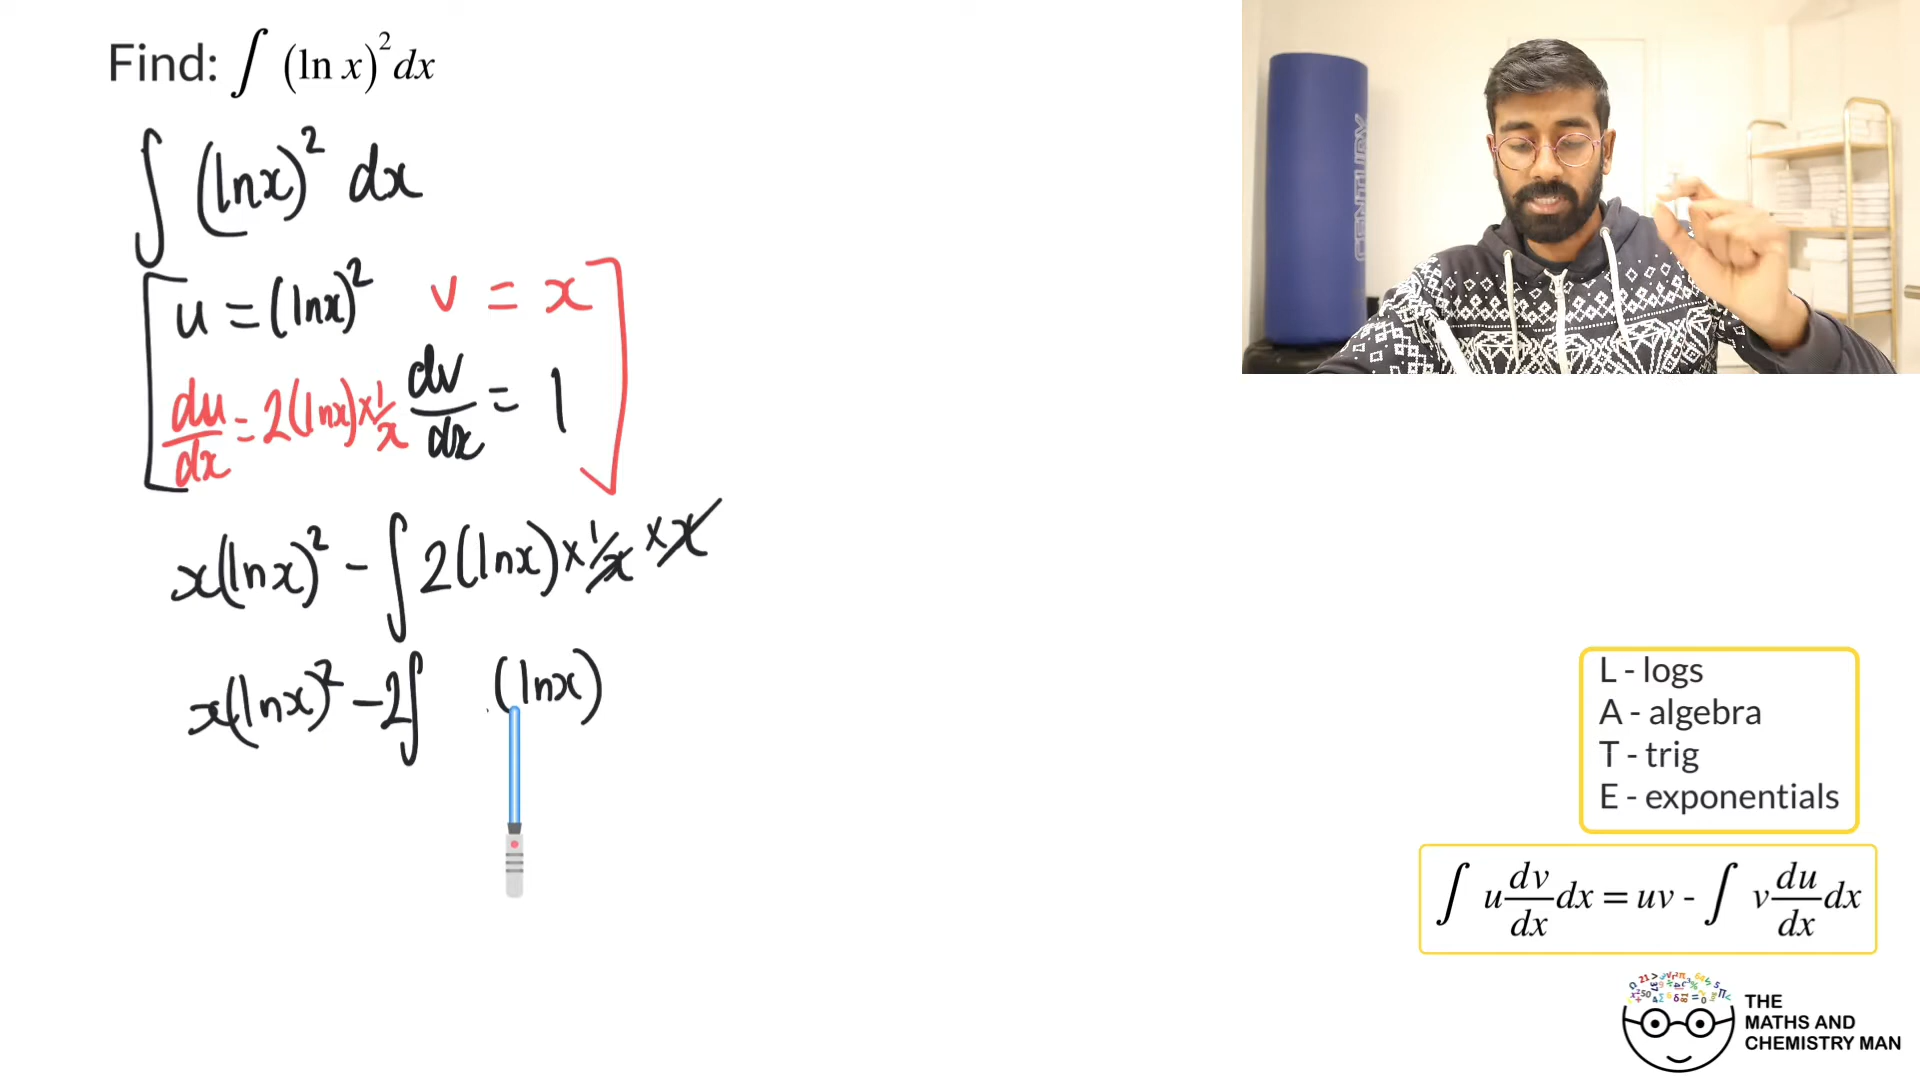 Find: ∫ (ln x)² dx
∫ (lnx)² dx
u = (lnx)² v = x
du/dx = 2(lnx) × 1/x dv/dx = 1
x(lnx)² - ∫ 2(lnx) × 1/x × x
x(lnx)² - 2∫ (lnx)
CENTURY
L - logs
A - algebra
T - trig
E - exponentials
∫ u dv/dx dx = uv - ∫ v du/dx dx
THE
MATHS AND
CHEMISTRY MAN